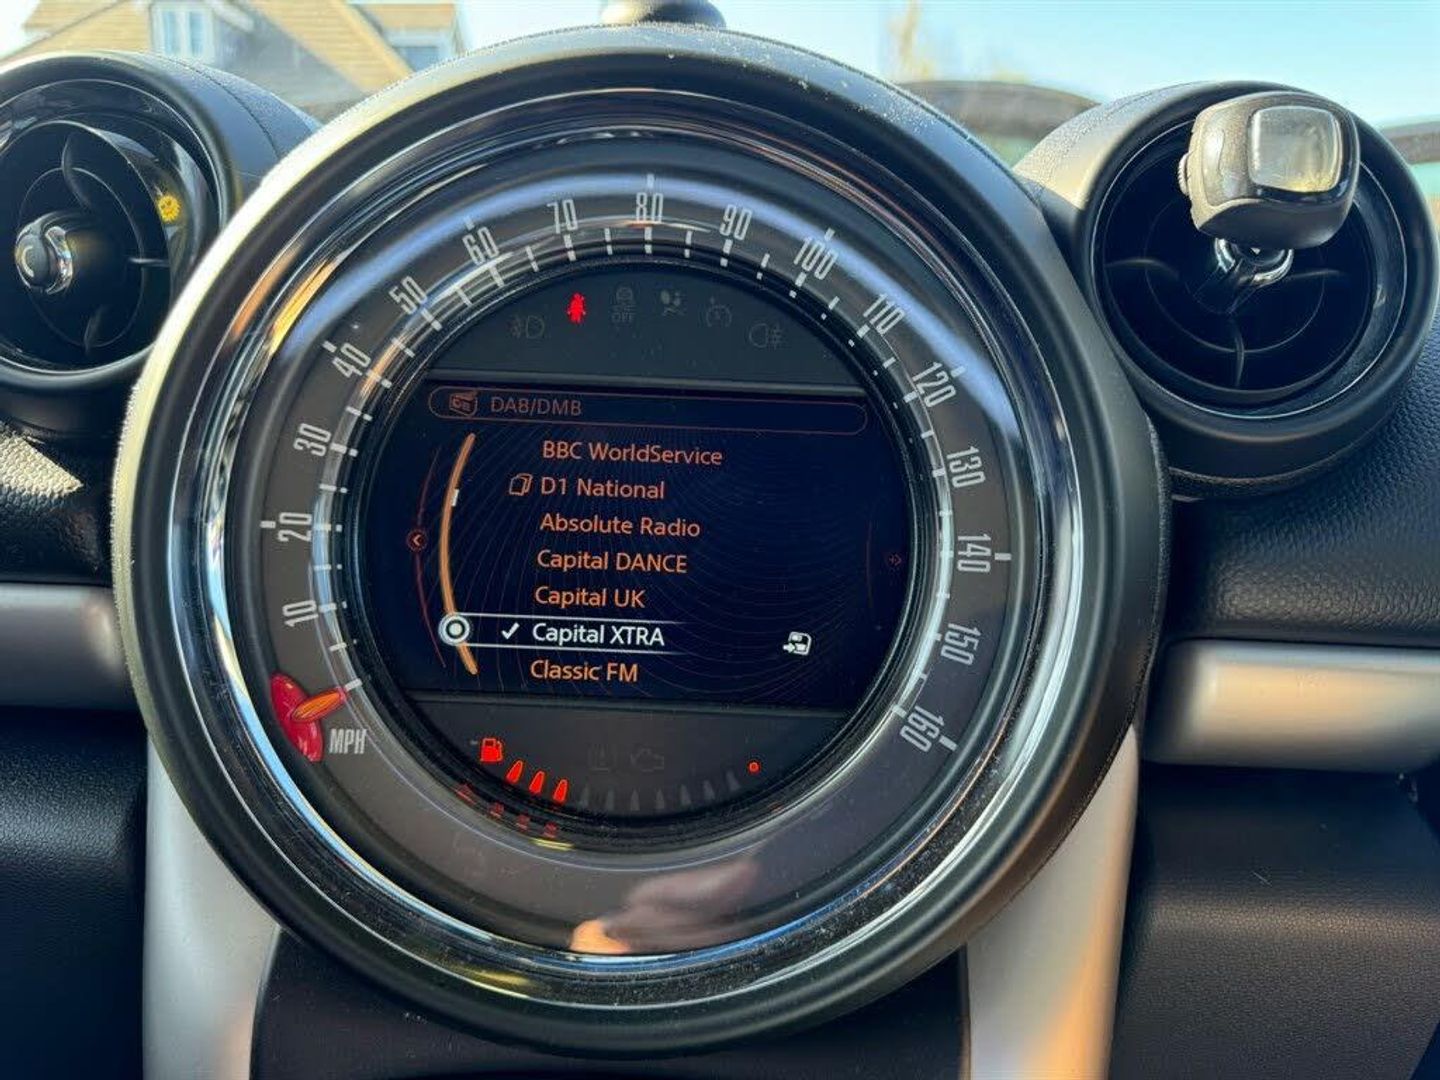 10
20
30
40
50
60
70
80
90
100
110
120
130
140
150
160
MPH
OFF
DAB/DMB
BBC WorldService
D1 National
Absolute Radio
Capital DANCE
Capital UK
Capital XTRA
Classic FM